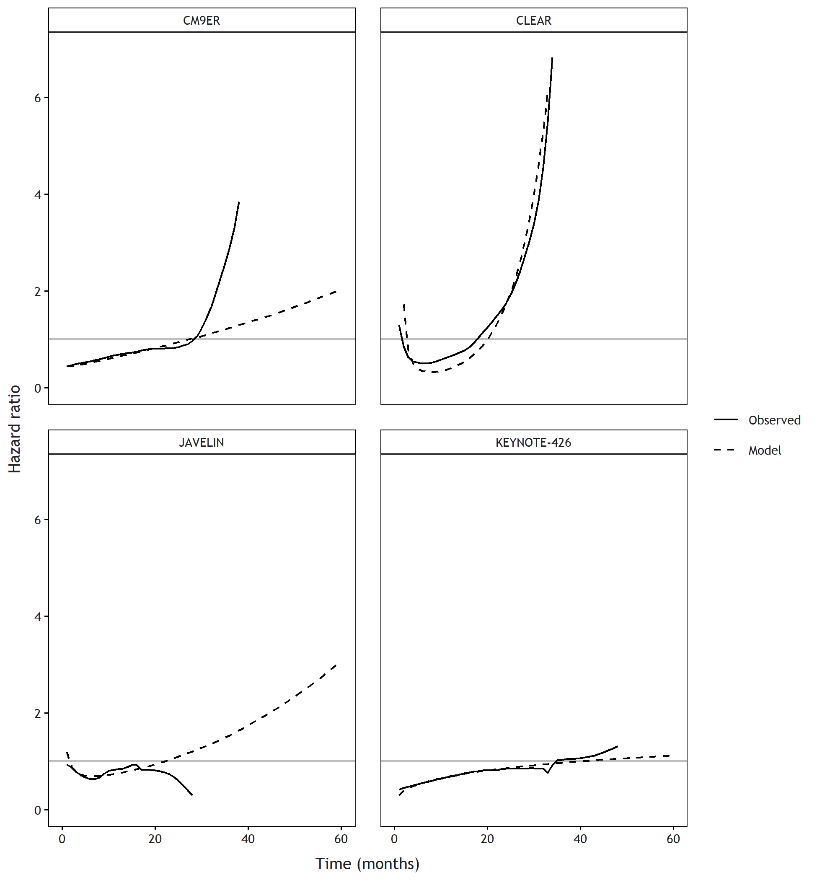 CM9ER
CLEAR
6
4
2
0
Hazard ratio
Observed
Model
JAVELIN
KEYNOTE-426
6
4
2
0
0
20
40
60
0
20
40
60
Time (months)